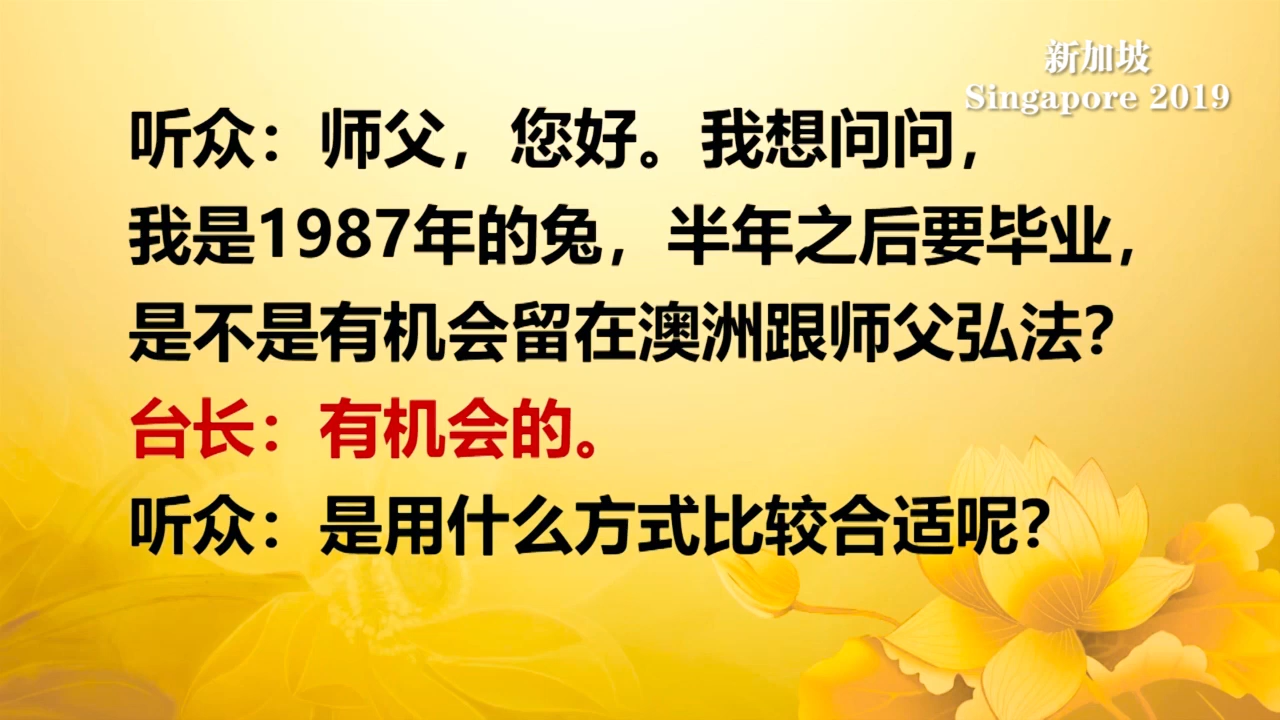 新加坡
Singapore 2019
听众：师父，您好。我想问问，
我是1987年的兔，半年之后要毕业，
是不是有机会留在澳洲跟师父弘法？
台长：有机会的。
听众：是用什么方式比较合适呢？